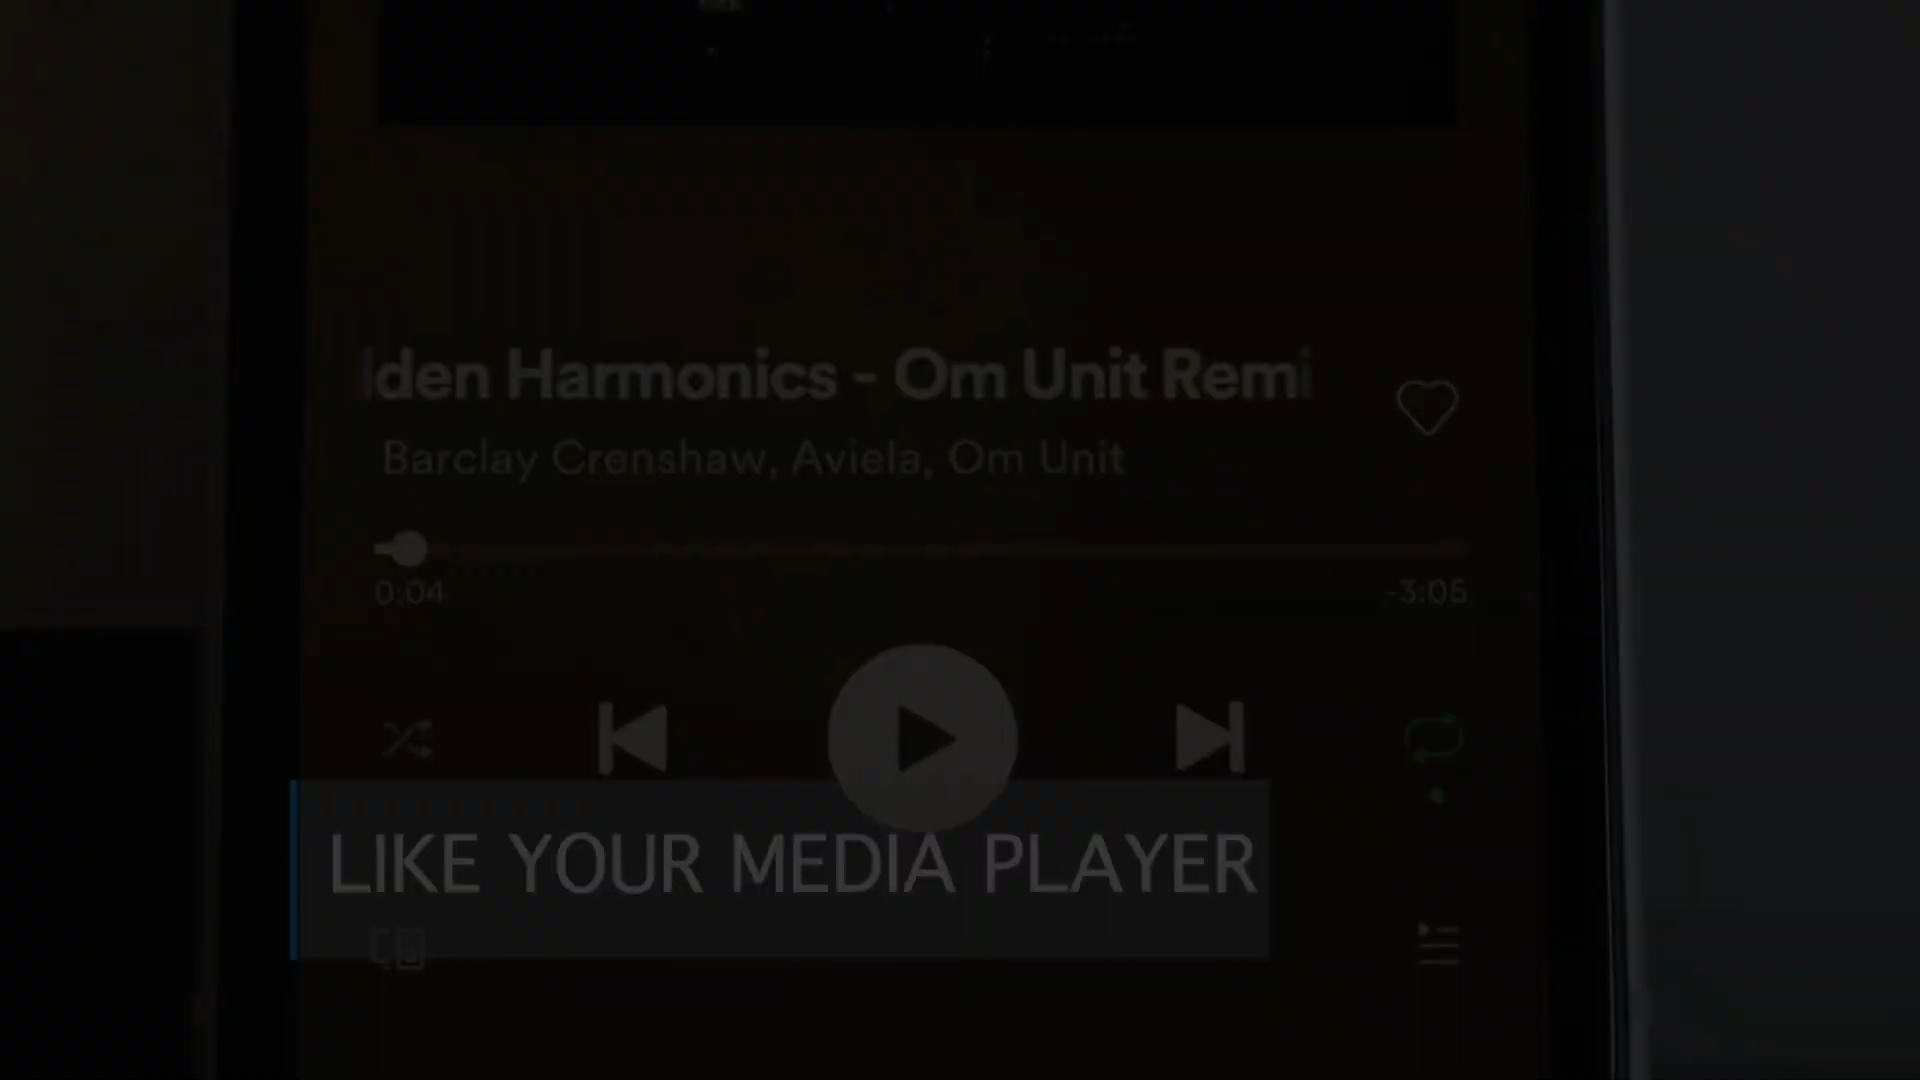 lden Harmonics - Om Unit Remi
Barclay Crenshaw, Aviela, Om Unit
0:04
-3:05
LIKE YOUR MEDIA PLAYER